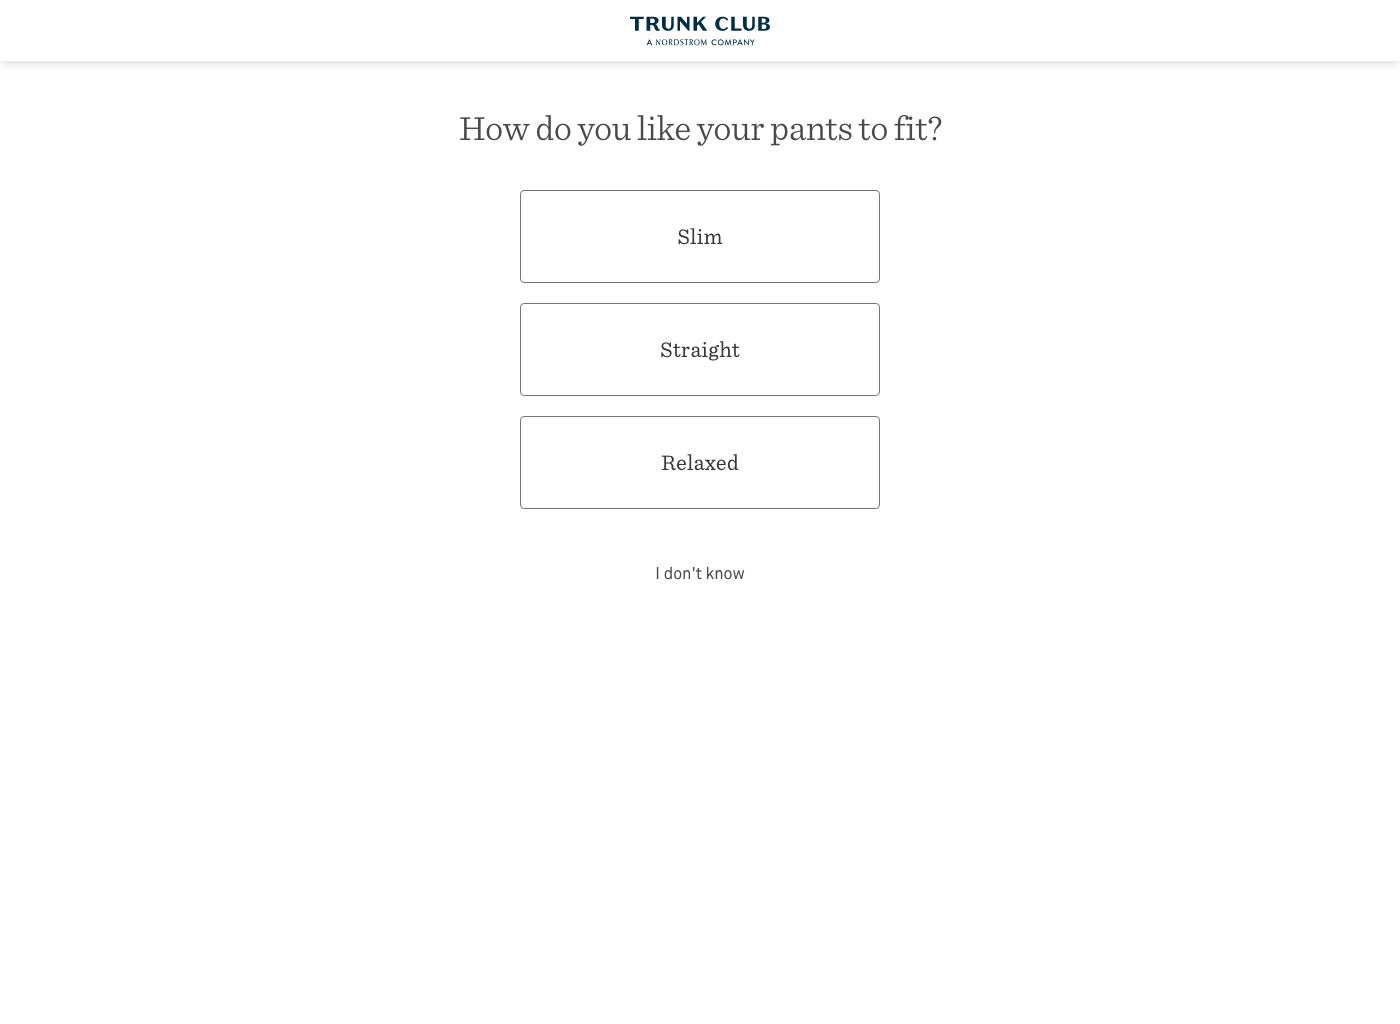 TRUNK CLUB
A NORDSTROM COMPANY
How do you like your pants to fit?
Slim
Straight
Relaxed
I don't know